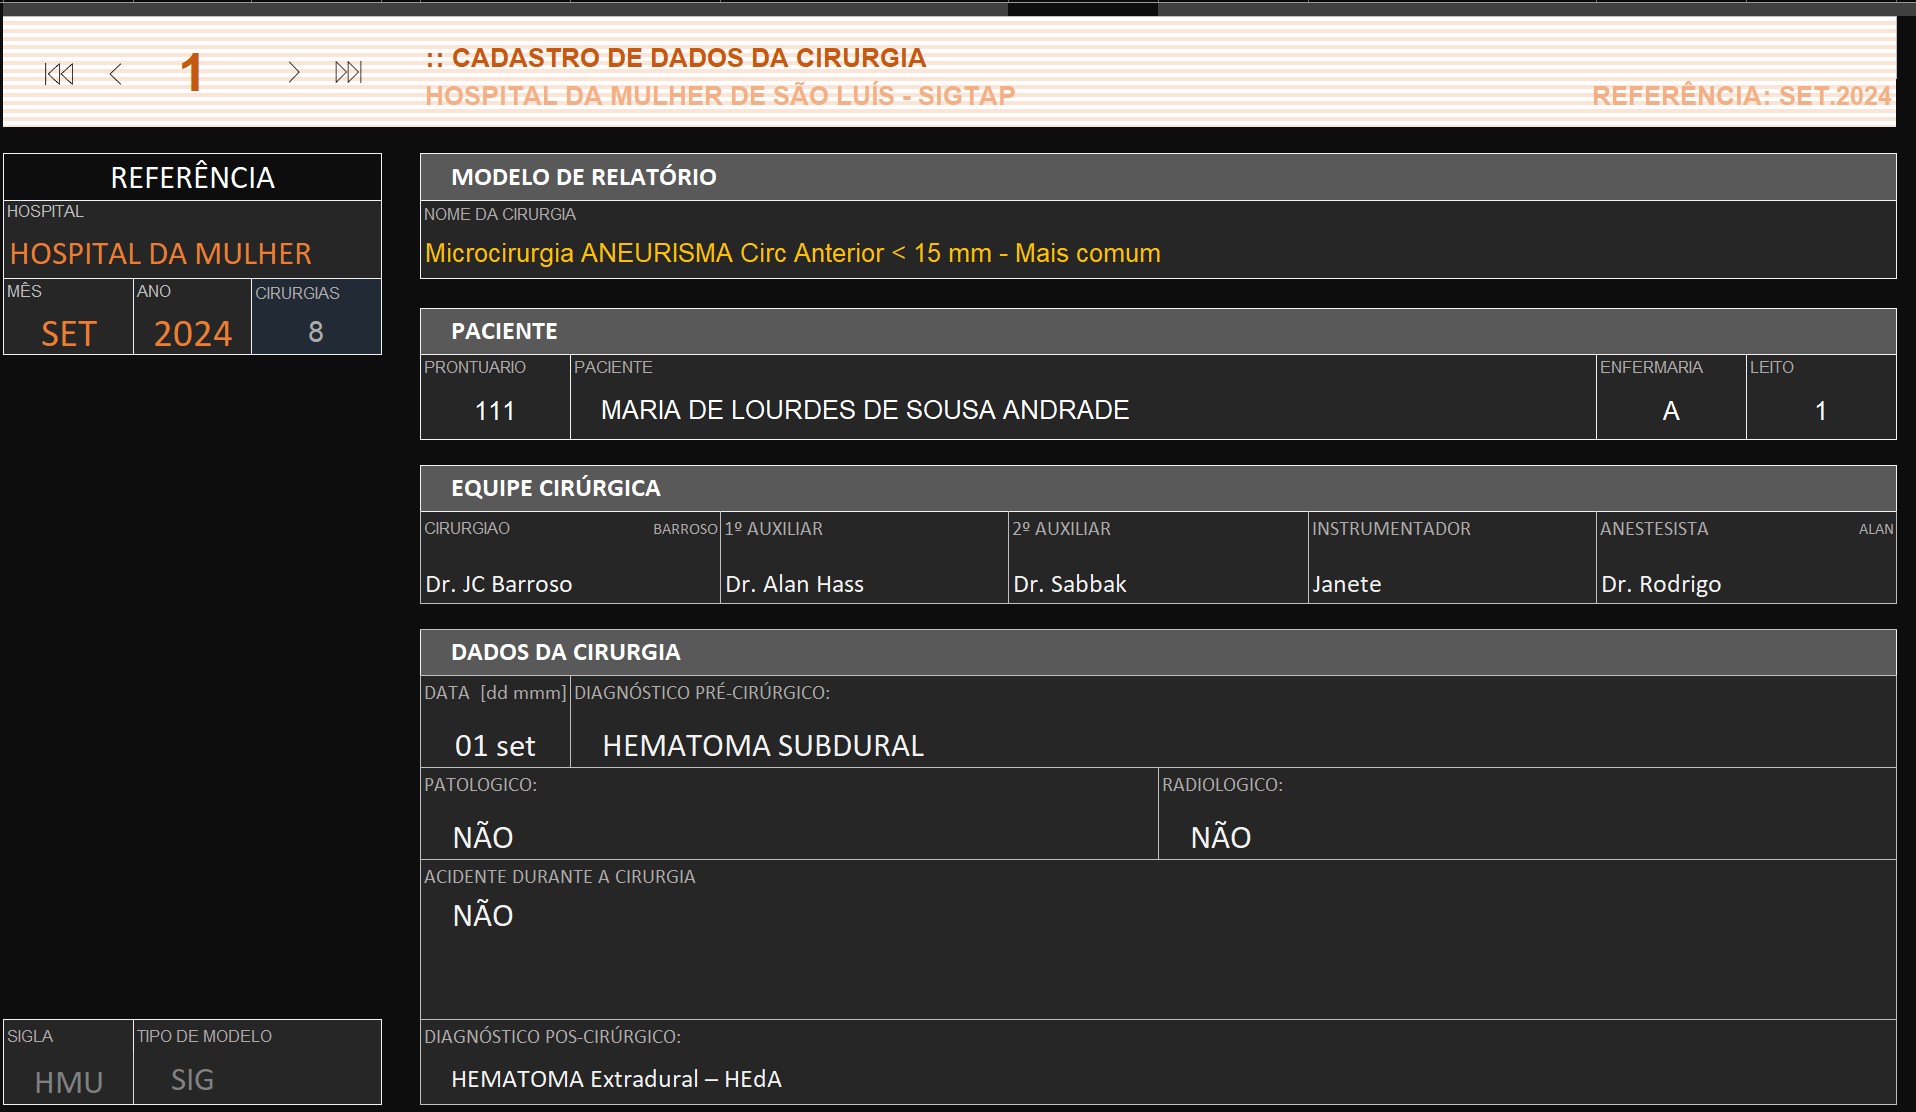 1
:: CADASTRO DE DADOS DA CIRURGIA
HOSPITAL DA MULHER DE SÃO LUÍS - SIGTAP
REFERÊNCIA: SET.2024
REFERÊNCIA
HOSPITAL
HOSPITAL DA MULHER
MÊS ANO CIRURGIAS
SET 2024 8
MODELO DE RELATÓRIO
NOME DA CIRURGIA
Microcirurgia ANEURISMA Circ Anterior < 15 mm - Mais comum
PACIENTE
PRONTUARIO PACIENTE ENFERMARIA LEITO
111 MARIA DE LOURDES DE SOUSA ANDRADE A 1
EQUIPE CIRÚRGICA
CIRURGIAO BARROSO 1º AUXILIAR 2º AUXILIAR INSTRUMENTADOR ANESTESISTA ALAN
Dr. JC Barroso Dr. Alan Hass Dr. Sabbak Janete Dr. Rodrigo
DADOS DA CIRURGIA
DATA [dd mmm] DIAGNÓSTICO PRÉ-CIRÚRGICO:
01 set HEMATOMA SUBDURAL
PATOLOGICO: RADIOLOGICO:
NÃO NÃO
ACIDENTE DURANTE A CIRURGIA
NÃO
DIAGNÓSTICO POS-CIRÚRGICO:
HEMATOMA Extradural – HEdA
SIGLA TIPO DE MODELO
HMU SIG